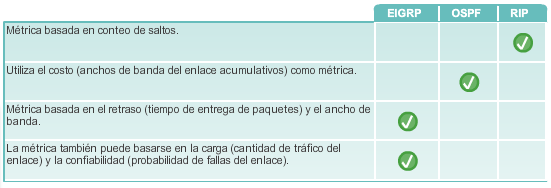 EIGRP OSPF RIP
Métrica basada en conteo de saltos.
Utiliza el costo (anchos de banda del enlace acumulativos) como métrica.
Métrica basada en el retraso (tiempo de entrega de paquetes) y el ancho de
banda.
La métrica también puede basarse en la carga (cantidad de tráfico del
enlace) y la confiabilidad (probabilidad de fallas del enlace).